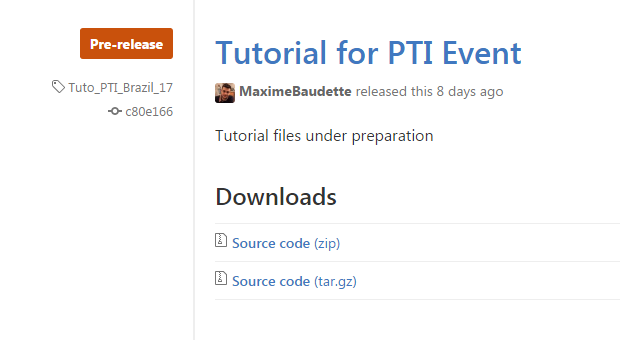 Pre-release
Tuto_PTI_Brazil_17
c80e166
Tutorial for PTI Event
MaximeBaudette released this 8 days ago
Tutorial files under preparation
Downloads
Source code (zip)
Source code (tar.gz)